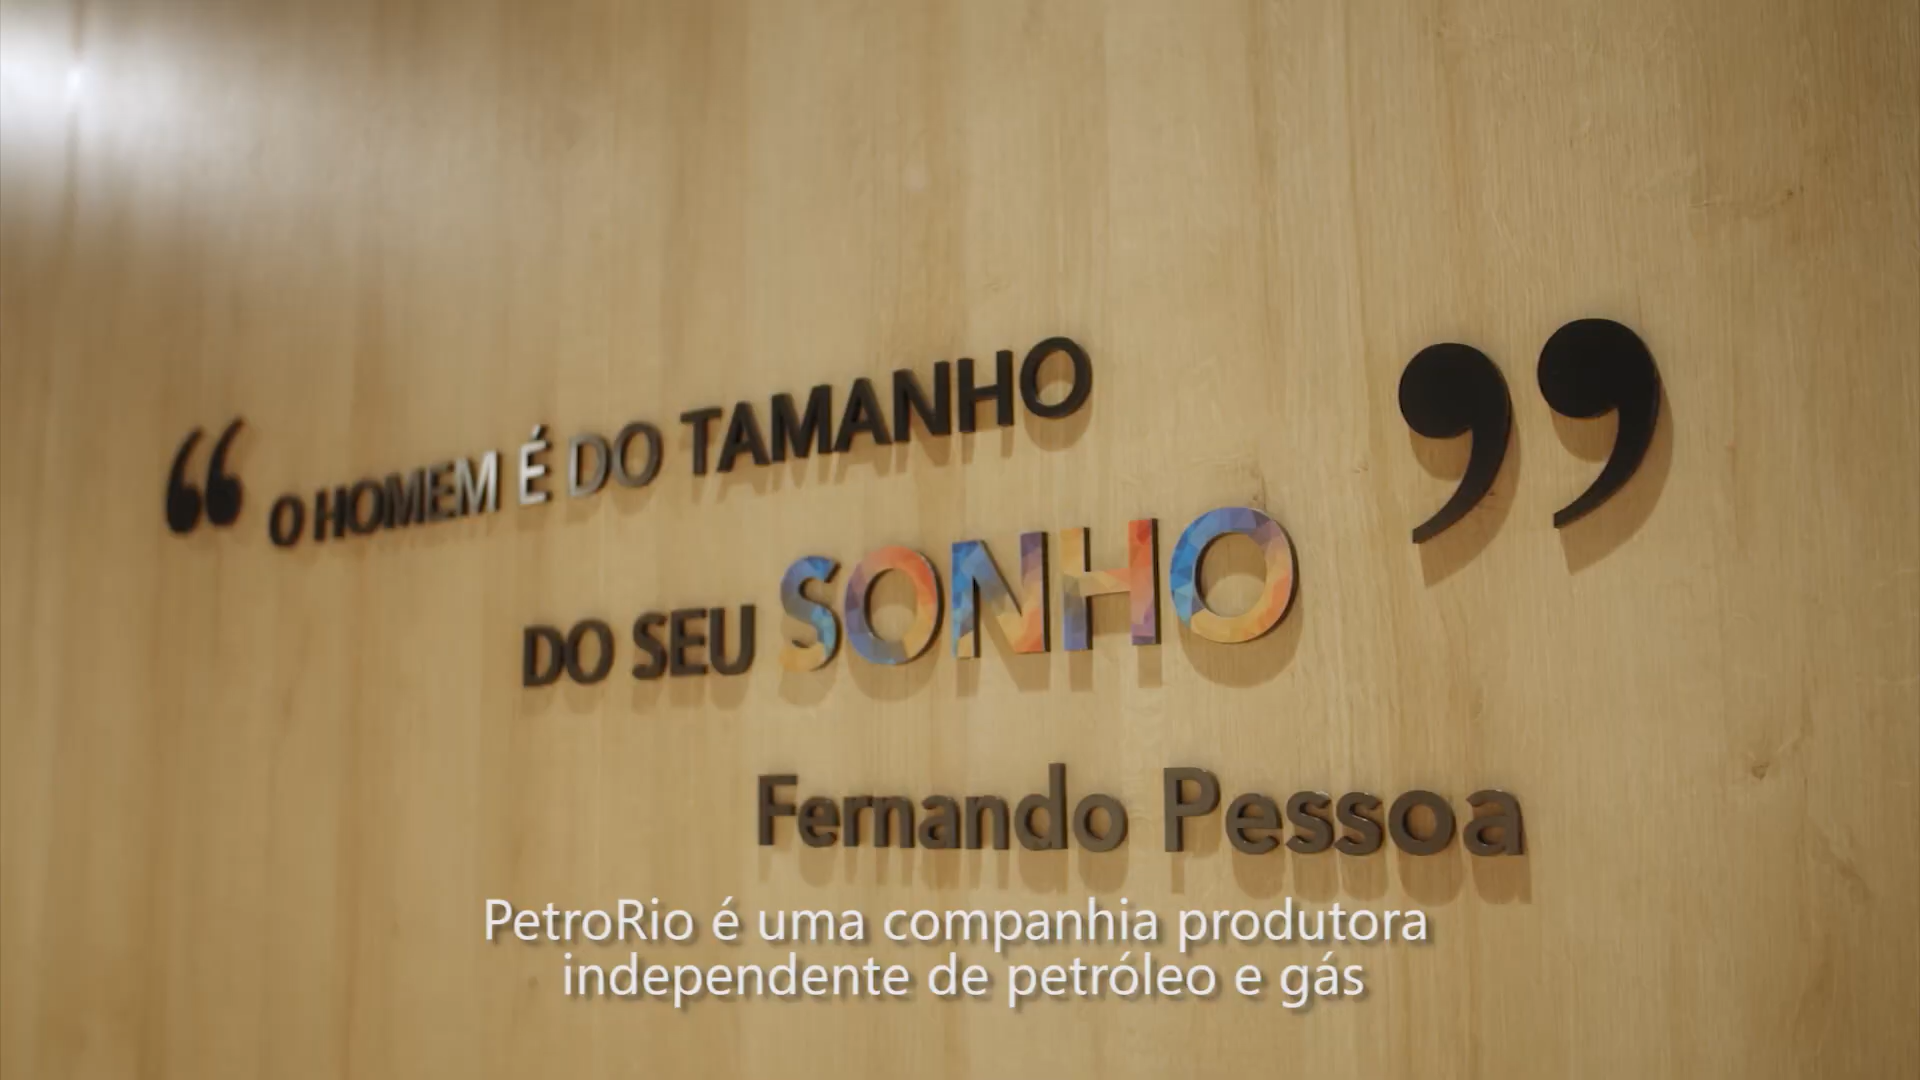 “ O HOMEM É DO TAMANHO
DO SEU SONHO ”
Fernando Pessoa
PetroRio é uma companhia produtora
independente de petróleo e gás